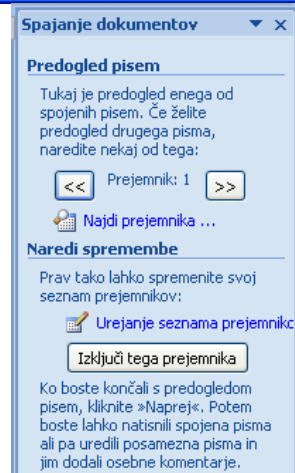 Spajanje dokumentov
Predogled pisem
Tukaj je predogled enega od
spojenih pisem. Če želite
predogled drugega pisma,
naredite nekaj od tega:
<< Prejemnik: 1 >>
Najdi prejemnika ...
Naredi spremembe
Prav tako lahko spremenite svoj
seznam prejemnikov:
Urejanje seznama prejemnikc
Izključi tega prejemnika
Ko boste končali s predogledom
pisem, kliknite »Naprej«. Potem
boste lahko natisnili spojena pisma
ali pa uredili posamezna pisma in
jim dodali osebne komentarje.